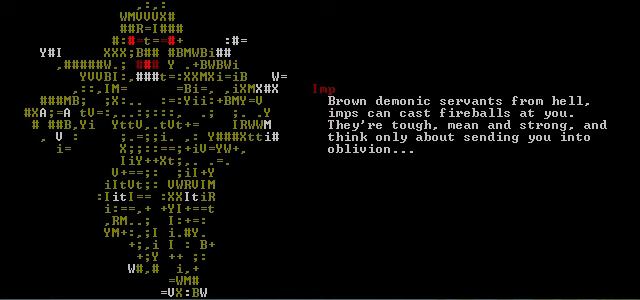 Imp
Brown demonic servants from hell,
imps can cast fireballs at you.
They're tough, mean and strong, and
think only about sending you into
oblivion...